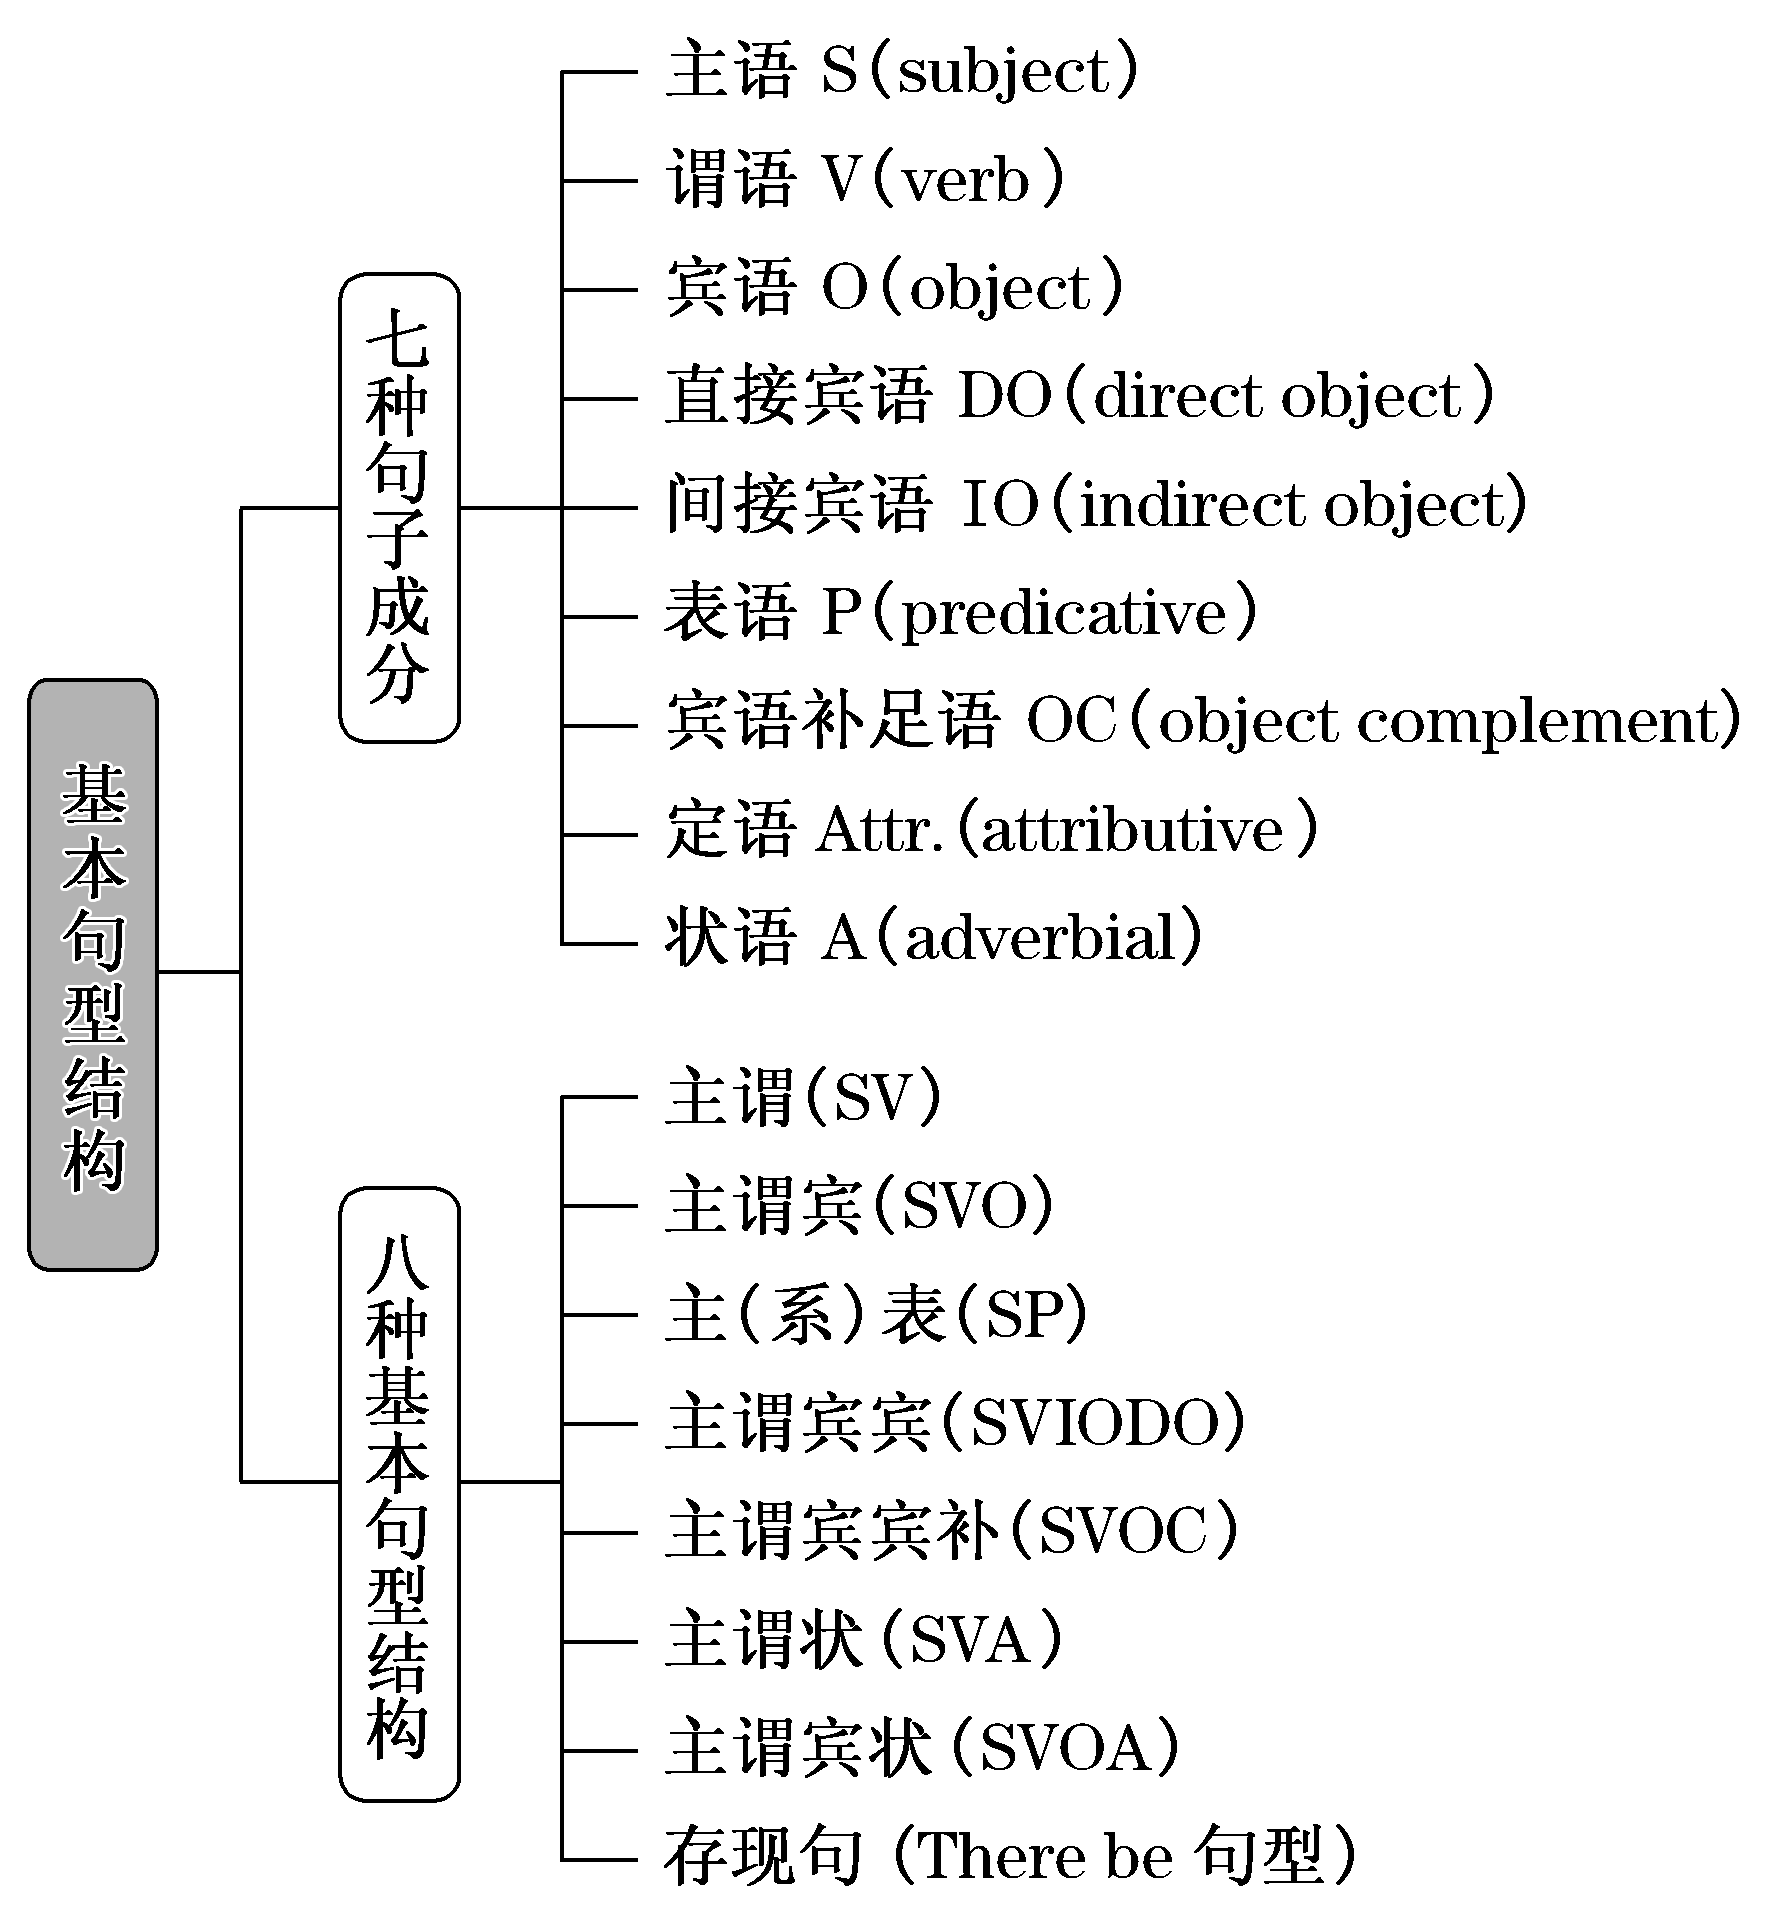 基本句型结构
七种句子成分
主语 S(subject)
谓语 V(verb)
宾语 O(object)
直接宾语 DO(direct object)
间接宾语 IO(indirect object)
表语 P(predicative)
宾语补足语 OC(object complement)
定语 Attr.(attributive)
状语 A(adverbial)
八种基本句型结构
主谓(SV)
主谓宾(SVO)
主(系)表(SP)
主谓宾宾(SVIODO)
主谓宾宾补(SVOC)
主谓状(SVA)
主谓宾状(SVOA)
存现句(There be 句型)